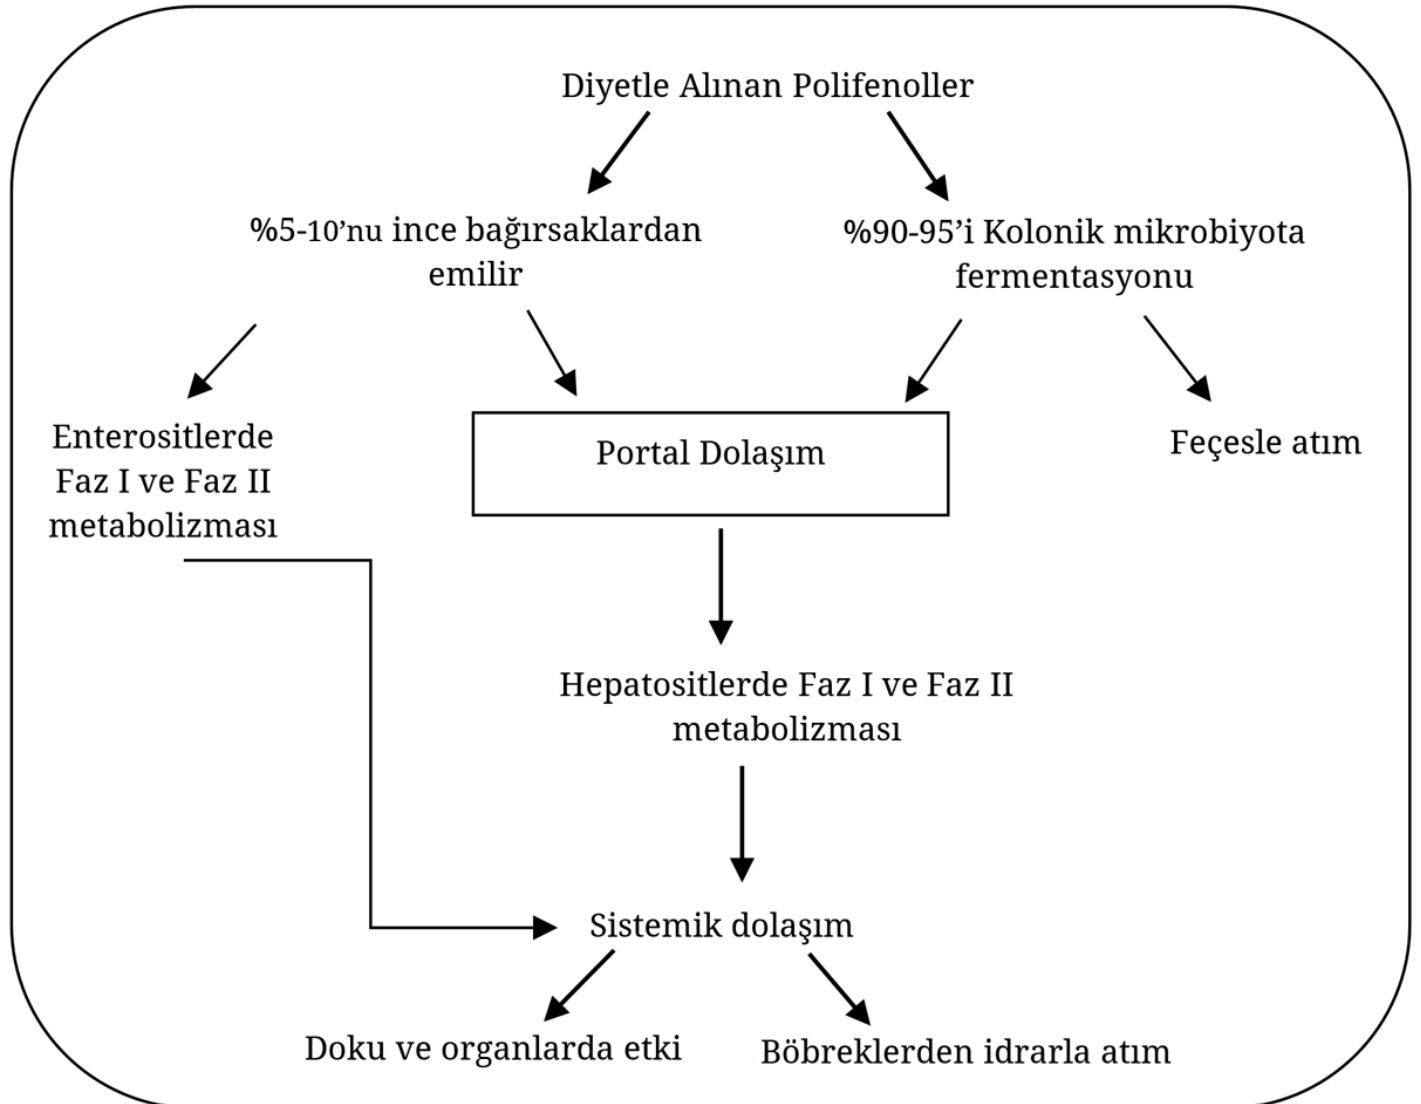 Diyetle Alınan Polifenoller
%5-10’nu ince bağırsaklardan
emilir
%90-95’i Kolonik mikrobiyota
fermentasyonu
Enterositlerde
Faz I ve Faz II
metabolizması
Portal Dolaşım
Feçesle atım
Hepatositlerde Faz I ve Faz II
metabolizması
Sistemik dolaşım
Doku ve organlarda etki
Böbreklerden idrarla atım